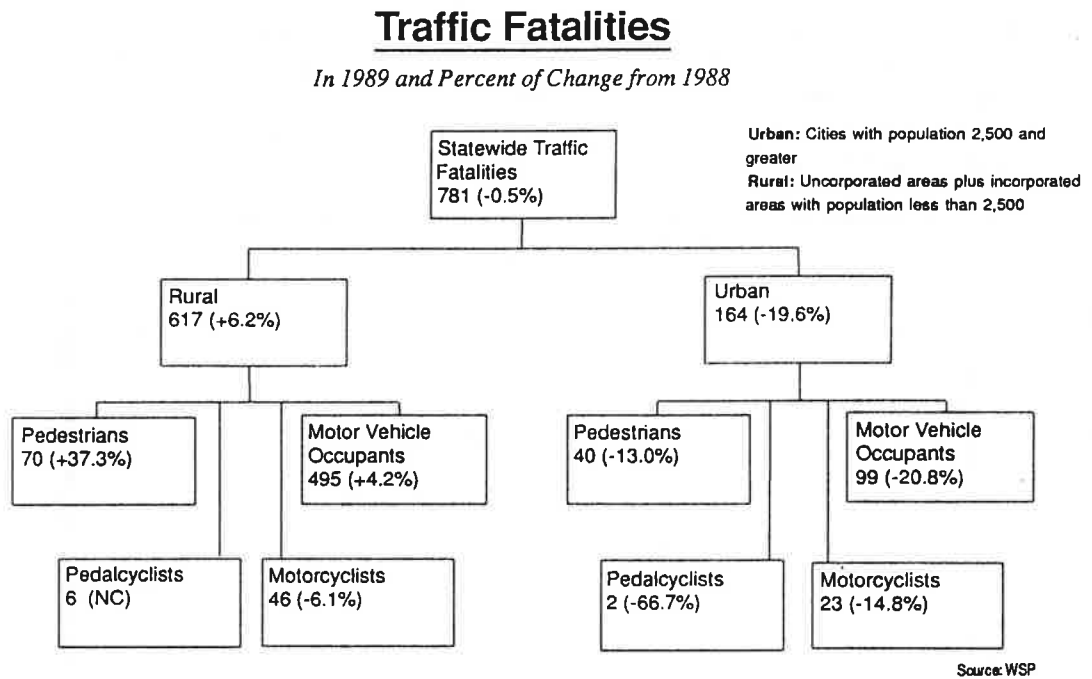 Traffic Fatalities
In 1989 and Percent of Change from 1988
Statewide Traffic
Fatalities
781 (-0.5%)
Urban: Cities with population 2,500 and
greater
Rural: Uncorporated areas plus incorporated
areas with population less than 2,500
Rural
617 (+6.2%)
Urban
164 (-19.6%)
Pedestrians
70 (+37.3%)
Motor Vehicle
Occupants
495 (+4.2%)
Pedestrians
40 (-13.0%)
Motor Vehicle
Occupants
99 (-20.8%)
Pedalcyclists
6 (NC)
Motorcyclists
46 (-6.1%)
Pedalcyclists
2 (-66.7%)
Motorcyclists
23 (-14.8%)
Source: WSP